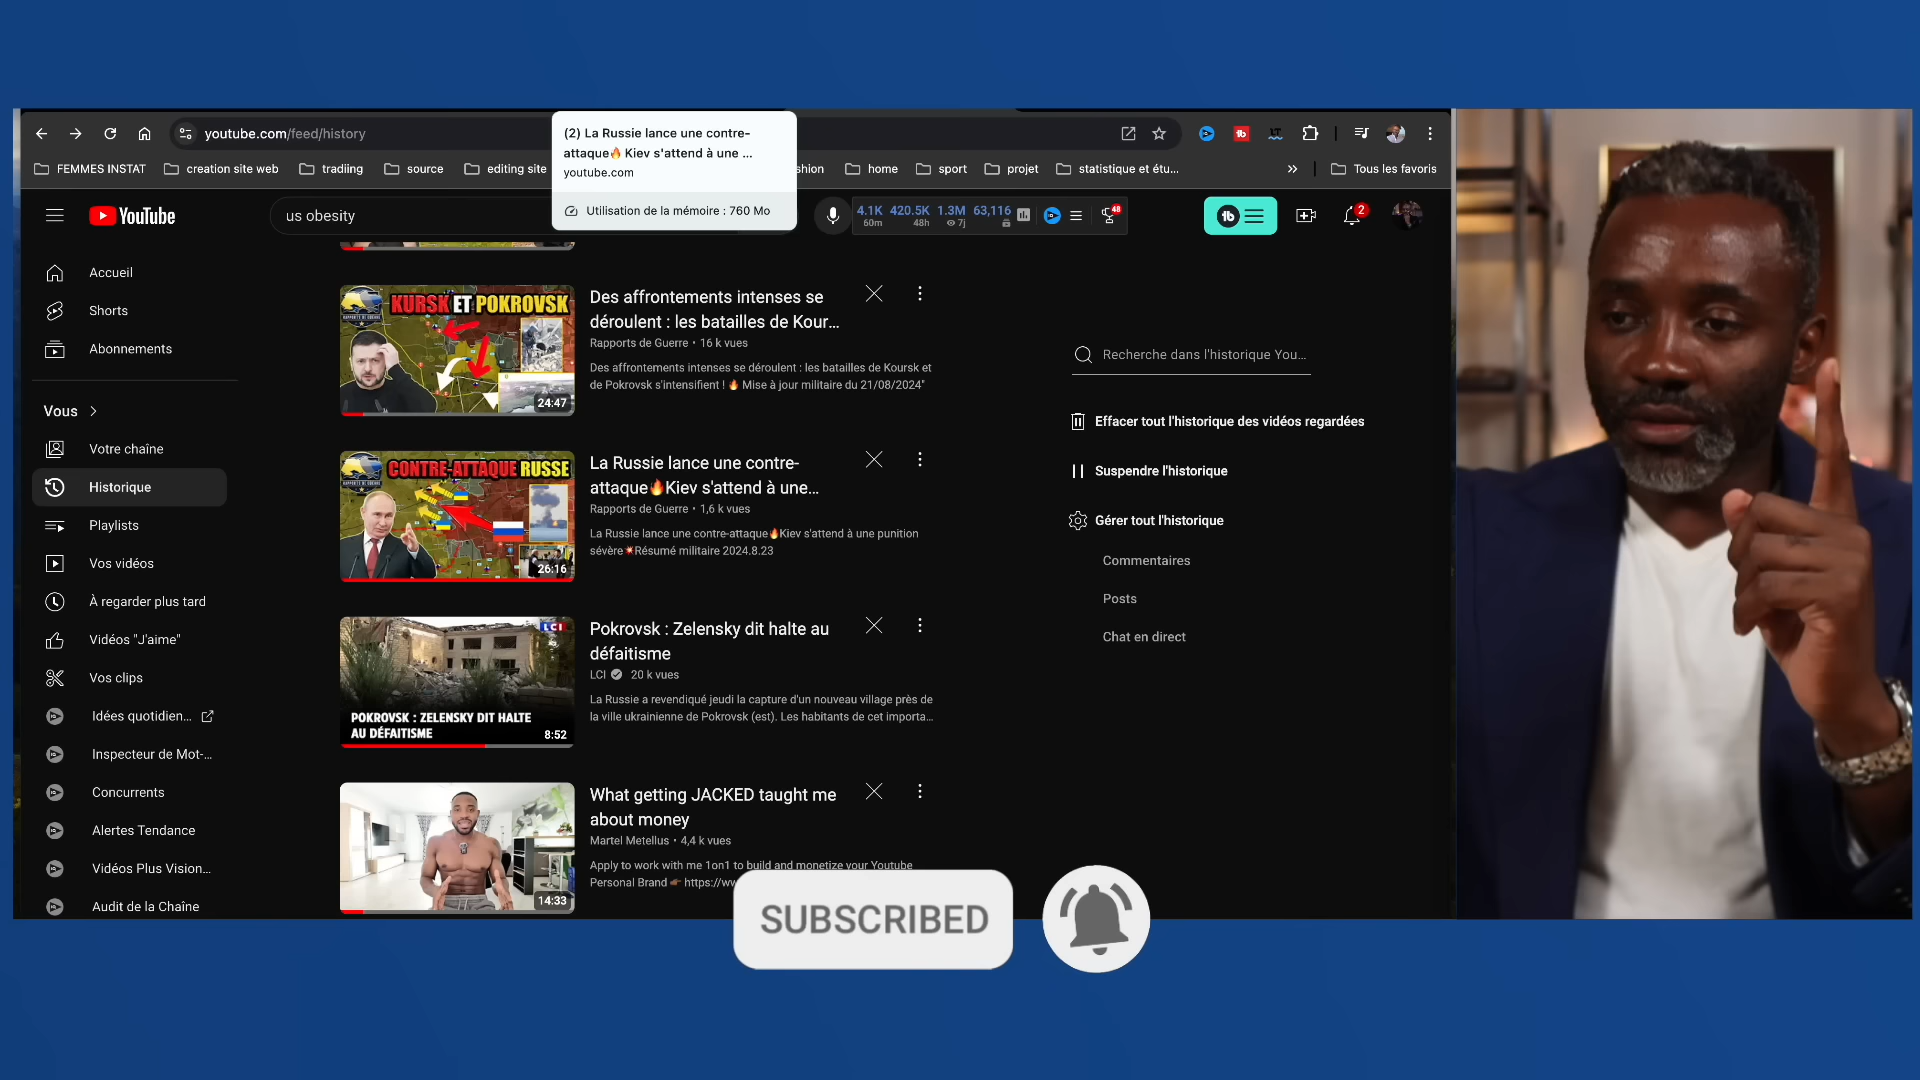 youtube.com/feed/history
(2) La Russie lance une contre-
attaque🔥 Kiev s'attend à une ...
youtube.com
Utilisation de la mémoire : 760 Mo
FEMMES INSTAT
creation site web
tradiing
source
editing site
shion
home
sport
projet
statistique et étu...
Tous les favoris
YouTube
us obesity
4.1K 420.5K 1.3M 63,116
60m 48h 7j
48
2
Accueil
Shorts
Abonnements
Vous
Votre chaîne
Historique
Playlists
Vos vidéos
À regarder plus tard
Vidéos "J'aime"
Vos clips
Idées quotidien...
Inspecteur de Mot-...
Concurrents
Alertes Tendance
Vidéos Plus Vision...
Audit de la Chaîne
KURSK ET POKROVSK
RAPPORTS DE GUERRE
24:47
Des affrontements intenses se
déroulent : les batailles de Kour...
Rapports de Guerre • 16 k vues
Des affrontements intenses se déroulent : les batailles de Koursk et
de Pokrovsk s'intensifient ! 🔥 Mise à jour militaire du 21/08/2024"
CONTRE-ATTAQUE RUSSE
RAPPORTS DE GUERRE
26:16
La Russie lance une contre-
attaque🔥Kiev s'attend à une...
Rapports de Guerre • 1,6 k vues
La Russie lance une contre-attaque🔥Kiev s'attend à une punition
sévère💥Résumé militaire 2024.8.23
LCI
POKROVSK : ZELENSKY DIT HALTE
AU DÉFAITISME
8:52
Pokrovsk : Zelensky dit halte au
défaitisme
LCI 20 k vues
La Russie a revendiqué jeudi la capture d'un nouveau village près de
la ville ukrainienne de Pokrovsk (est). Les habitants de cet importa...
14:33
What getting JACKED taught me
about money
Martel Metellus • 4,4 k vues
Apply to work with me 1on1 to build and monetize your Youtube
Personal Brand 👉🏿 https://ww
Recherche dans l'historique You...
Effacer tout l'historique des vidéos regardées
Suspendre l'historique
Gérer tout l'historique
Commentaires
Posts
Chat en direct
SUBSCRIBED